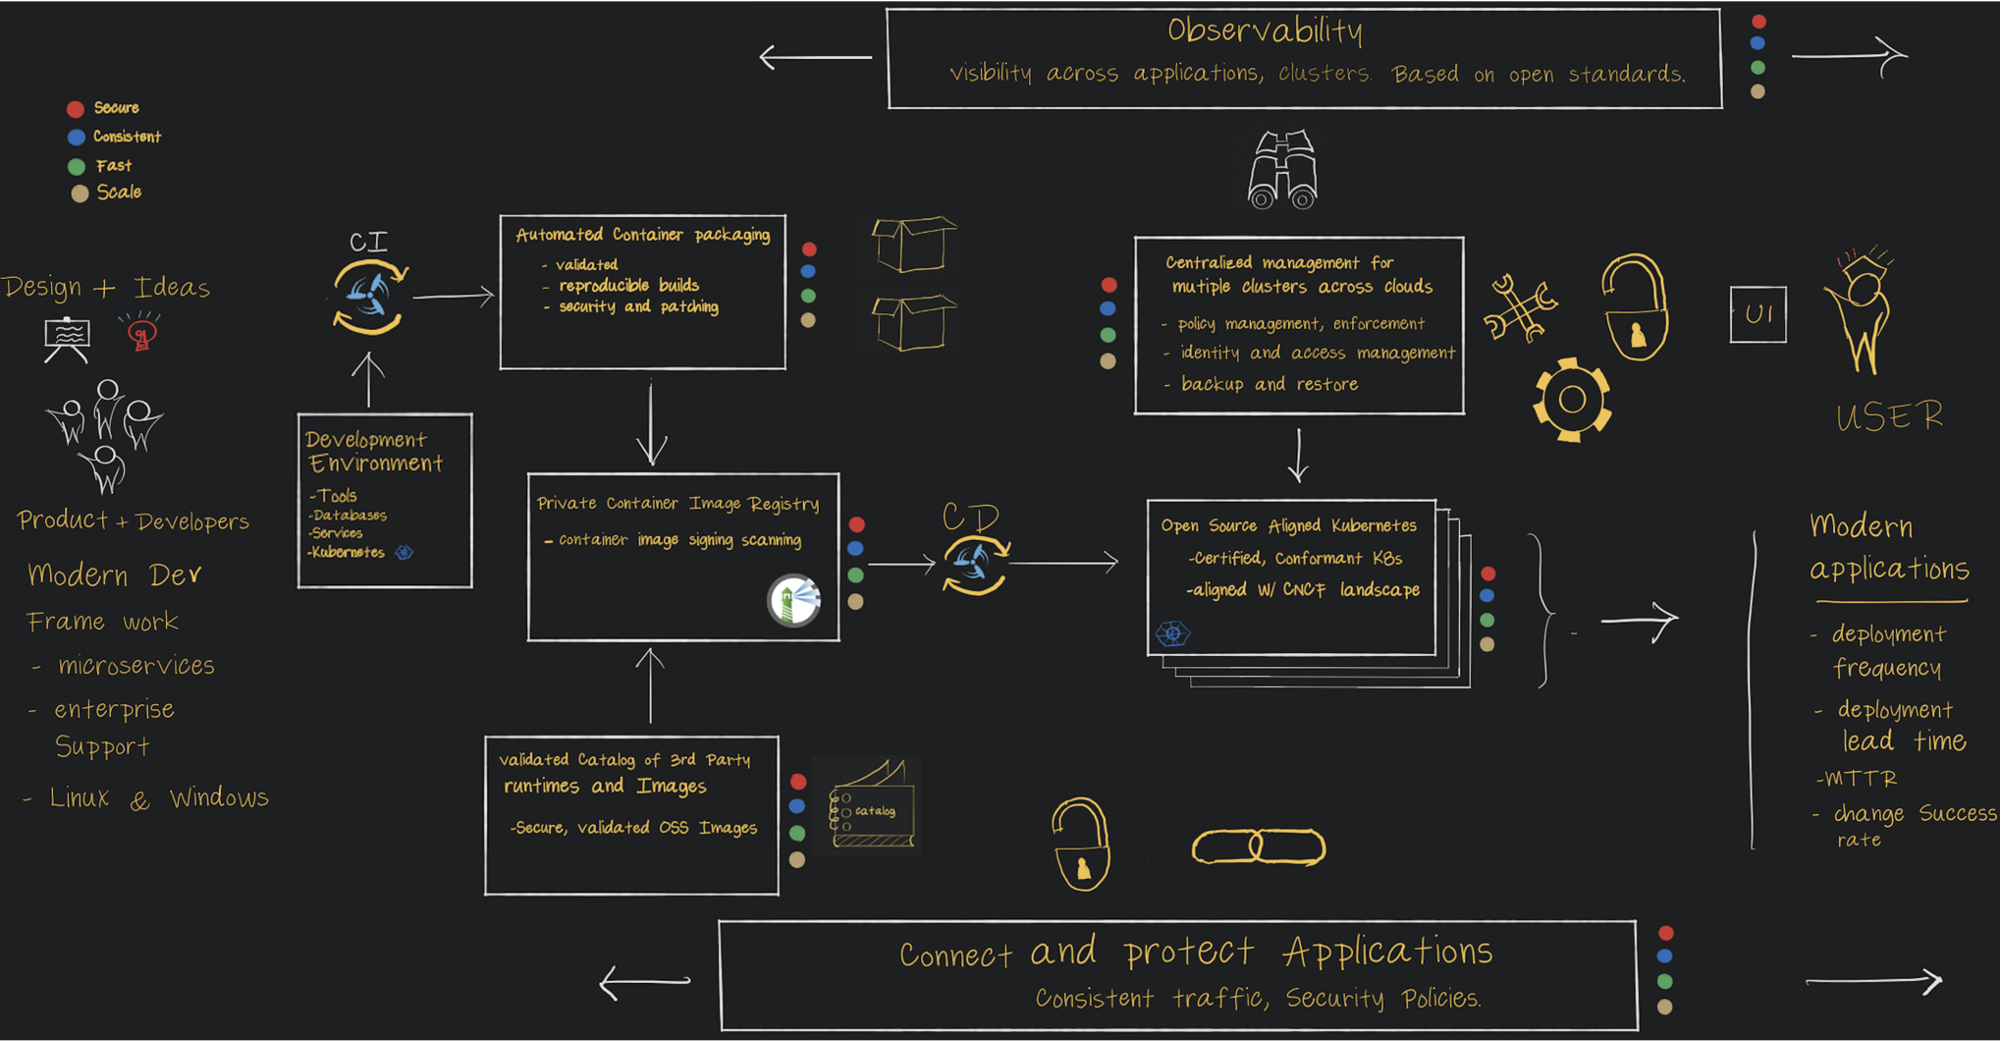 Observability
visibility across applications, clusters. Based on open standards.
Secure
Consistent
Fast
Scale
CI
Design + Ideas
Product + Developers
Modern Dev
Frame work
- microservices
- enterprise
Support
- Linux & Windows
Development
Environment
-Tools
-Databases
-Services
-Kubernetes
Automated Container packaging
- validated
- reproducible builds
- security and patching
Private Container Image Registry
- container image signing scanning
validated Catalog of 3rd Party
runtimes and Images
-Secure, validated OSS Images
catalog
CD
Centralized management for
mutiple clusters across clouds
- policy management, enforcement
- identity and access management
- backup and restore
Open Source Aligned Kubernetes
-Certified, Conformant K8s
-aligned W/ CNCF landscape
UI
USER
Modern
applications
- deployment
frequency
- deployment
lead time
-MTTR
- change Success
rate
Connect and protect Applications
Consistent traffic, Security Policies.